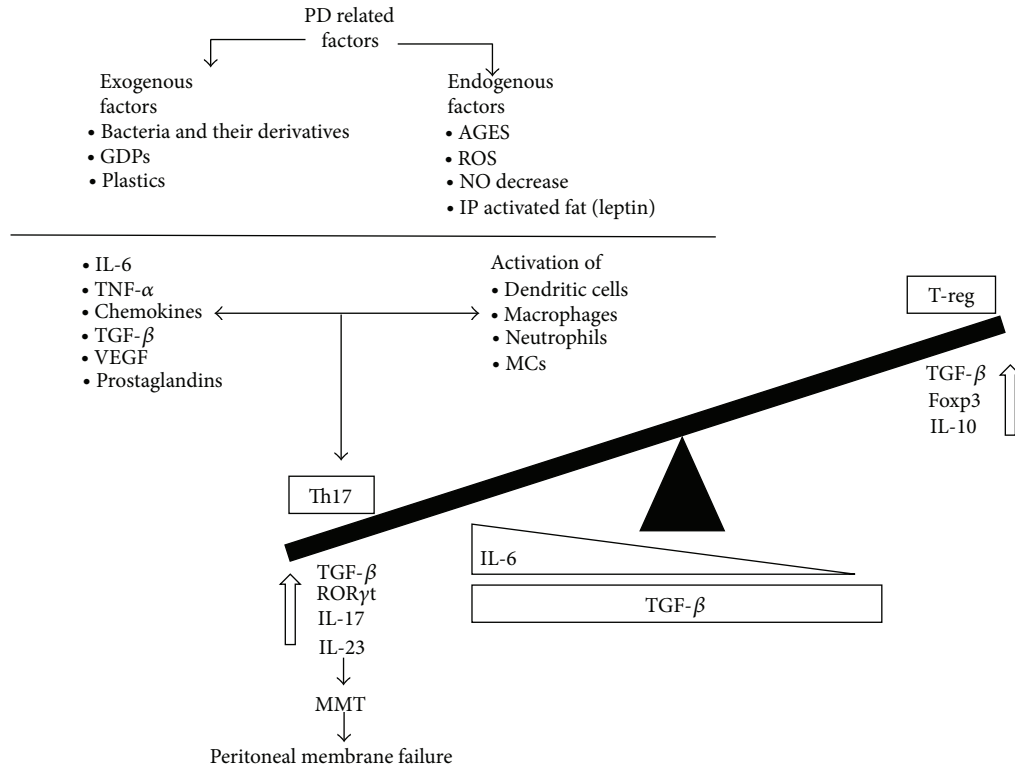 PD related
factors
Exogenous
factors
• Bacteria and their derivatives
• GDPs
• Plastics
Endogenous
factors
• AGES
• ROS
• NO decrease
• IP activated fat (leptin)
• IL-6
• TNF-α
• Chemokines
• TGF-β
• VEGF
• Prostaglandins
Activation of
• Dendritic cells
• Macrophages
• Neutrophils
• MCs
T-reg
TGF-β
Foxp3
IL-10
Th17
IL-6
TGF-β
TGF-β
RORγt
IL-17
IL-23
MMT
Peritoneal membrane failure